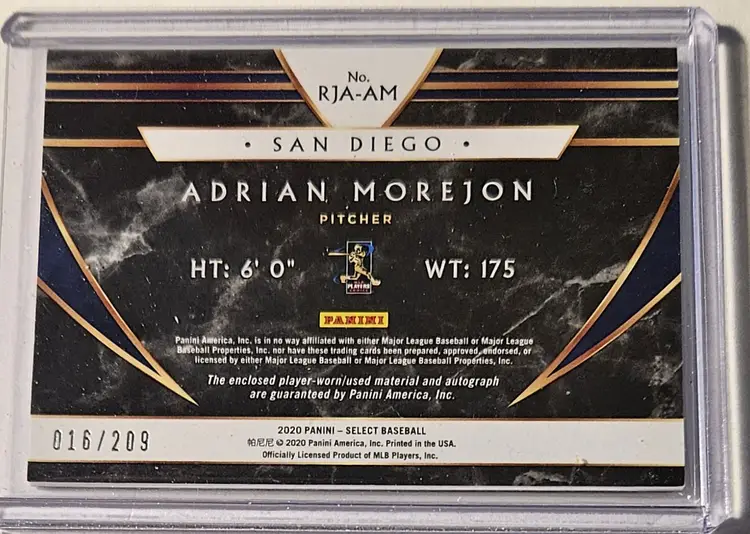 No.
RJA-AM
• SAN DIEGO •
ADRIAN MOREJON
PITCHER
HT: 6' 0"
MLB
PLAYERS
CHOICE
WT: 175
PANINI
Panini America, Inc. is in no way affiliated with either Major League Baseball or Major League
Baseball Properties, Inc. nor have these trading cards been prepared, approved, endorsed, or
licensed by either Major League Baseball or Major League Baseball Properties, Inc.
The enclosed player-worn/used material and autograph
are guaranteed by Panini America, Inc.
016/209
2020 PANINI – SELECT BASEBALL
帕尼尼 © 2020 Panini America, Inc. Printed in the USA.
Officially Licensed Product of MLB Players, Inc.